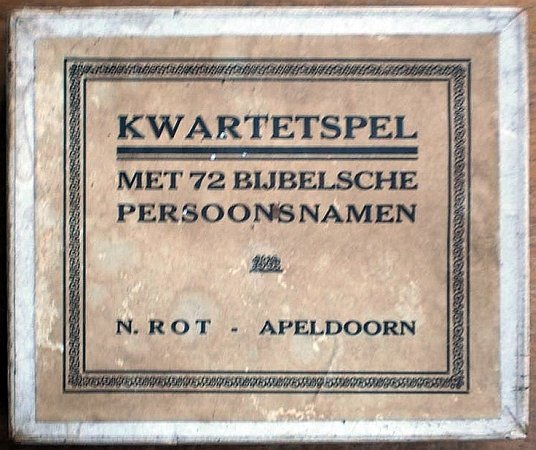 KWARTETSPEL
MET 72 BIJBELSCHE
PERSOONSNAMEN
N. ROT - APELDOORN